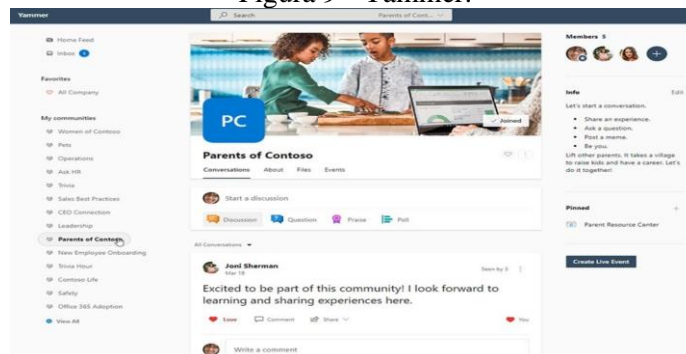 Figura 9 – Yammer.
Yammer
Search
Parents of Cont...
Home Feed
Inbox
Favorites
All Company
My communities
Women of Contoso
Pets
Operations
Ask HR
Trivia
Sales Best Practices
CEO Connection
Leadership
Parents of Contoso
New Employee Onboarding
Trivia Hour
Contoso Life
Safety
Office 365 Adoption
View All
PC
Joined
Parents of Contoso
Conversations About Files Events
Start a discussion
Discussion Question Praise Poll
All Conversations
Joni Sherman
Mar 18
Seen by 3
Excited to be part of this community! I look forward to
learning and sharing experiences here.
Love Comment Share
You
Write a comment
Members 5
Info Edit
Let's start a conversation.
• Share an experience.
• Ask a question.
• Post a meme.
• Be you.
Lift other parents. It takes a village
to raise kids and have a career. Let's
do it together!
Pinned
Parent Resource Center
Create Live Event